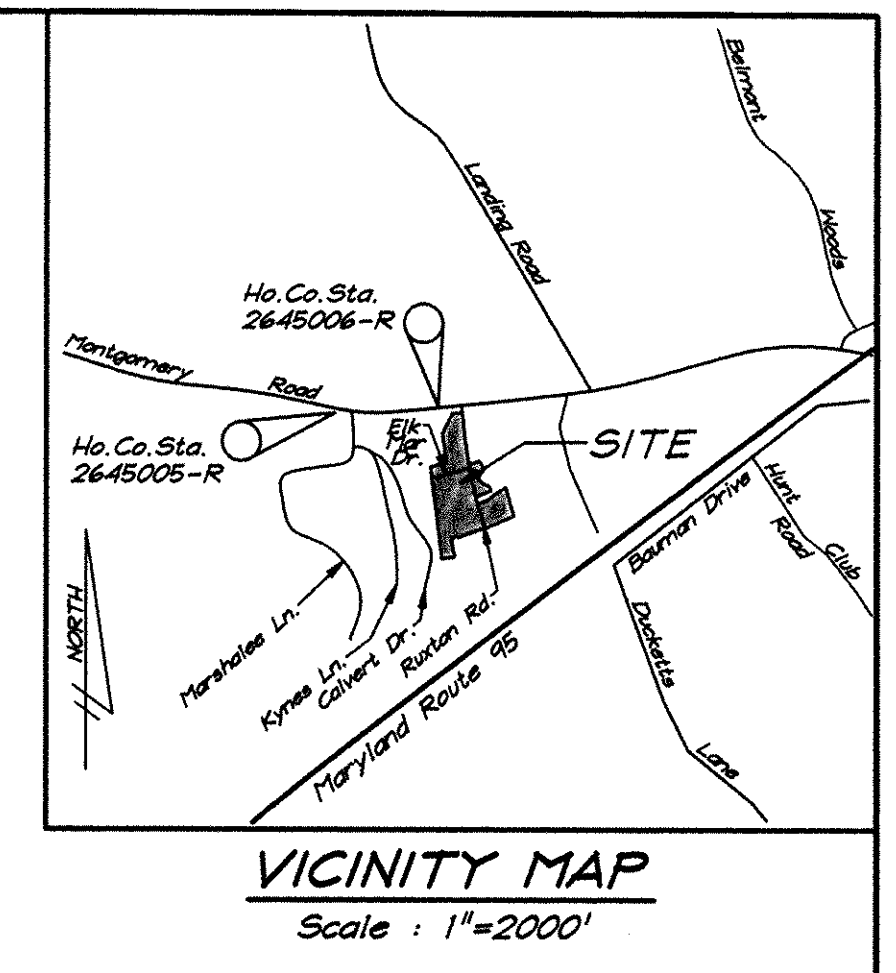 Belmont
Woods
Landing Road
Ho.Co.Sta.
2645006-R
Montgomery
Road
Ho.Co.Sta.
2645005-R
Elk
Mar
Dr.
SITE
Bauman Drive
Hunt
Club
Road
NORTH
Marshalee Ln.
Kynes Ln.
Calvert Dr.
Ruxton Rd.
Maryland Route 95
Ducketts
Lane
VICINITY MAP
Scale : 1"=2000'